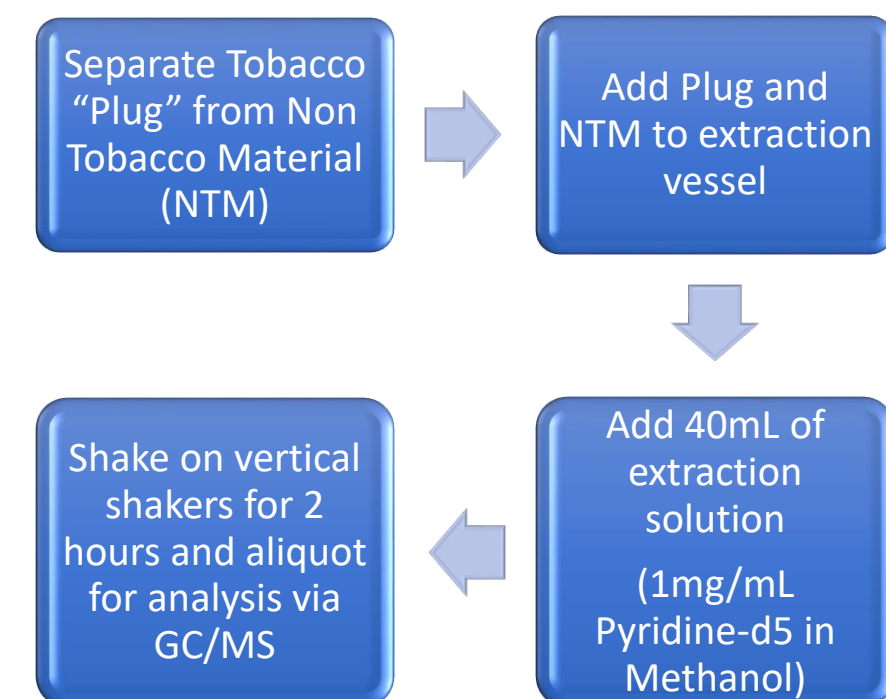 Separate Tobacco
“Plug” from Non
Tobacco Material
(NTM)
Add Plug and
NTM to extraction
vessel
Add 40mL of
extraction
solution
(1mg/mL
Pyridine-d5 in
Methanol)
Shake on vertical
shakers for 2
hours and aliquot
for analysis via
GC/MS